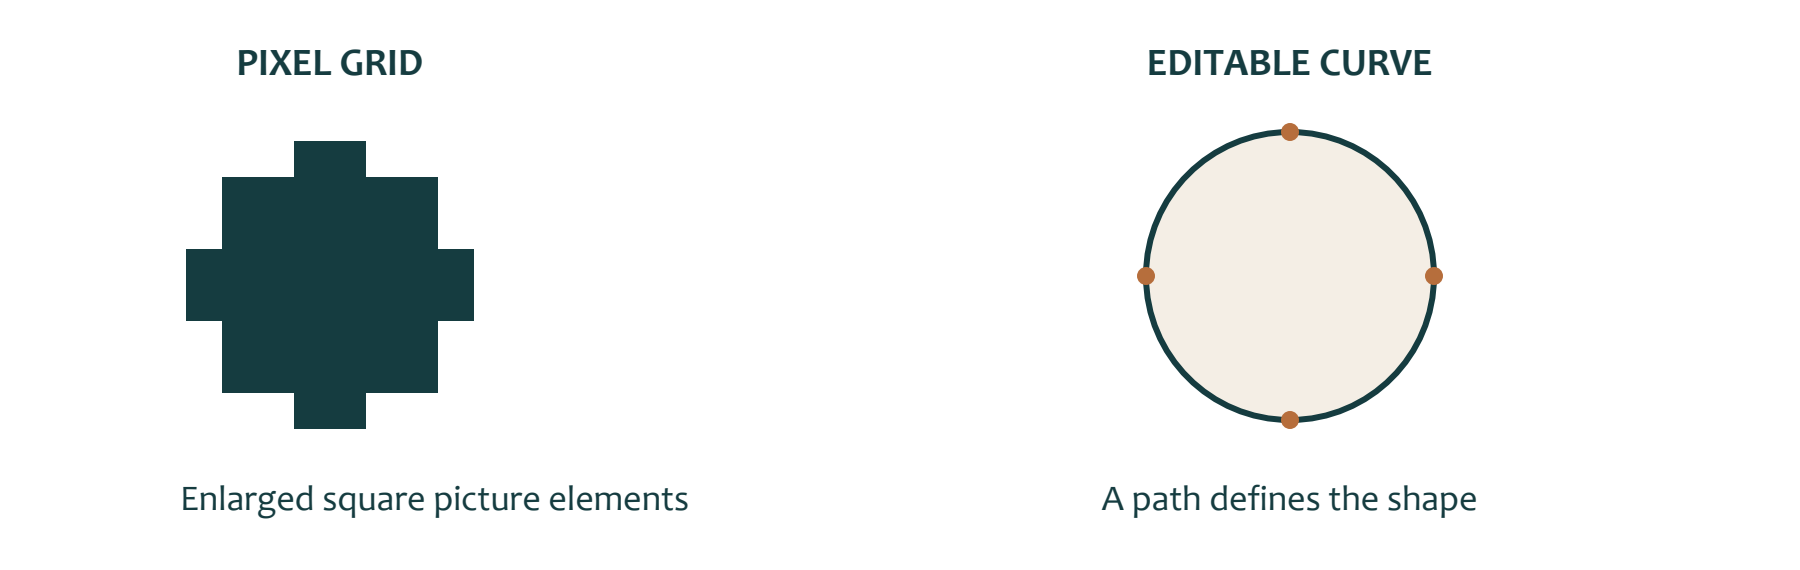 PIXEL GRID
EDITABLE CURVE
Enlarged square picture elements
A path defines the shape